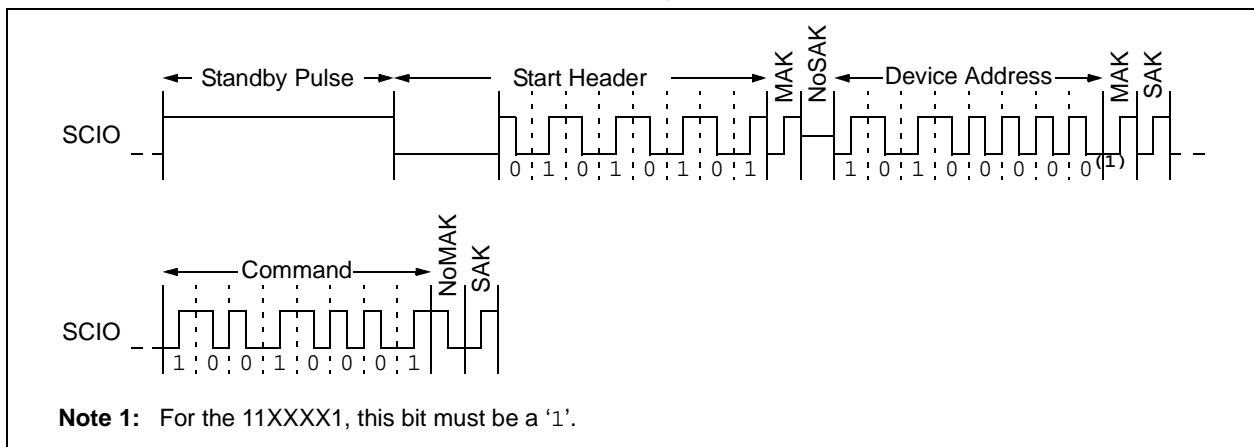 Standby Pulse Start Header MAK NoSAK Device Address MAK SAK
SCIO
0 1 0 1 0 1 0 1 1 0 1 0 0 0 0 0(1)
Command NoMAK SAK
SCIO
1 0 0 1 0 0 0 1
Note 1: For the 11XXXX1, this bit must be a ‘1’.